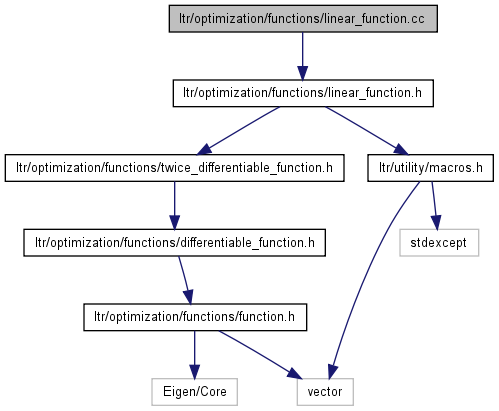 ltr/optimization/functions/linear_function.cc
ltr/optimization/functions/linear_function.h
ltr/optimization/functions/twice_differentiable_function.h
ltr/utility/macros.h
ltr/optimization/functions/differentiable_function.h
stdexcept
ltr/optimization/functions/function.h
Eigen/Core
vector